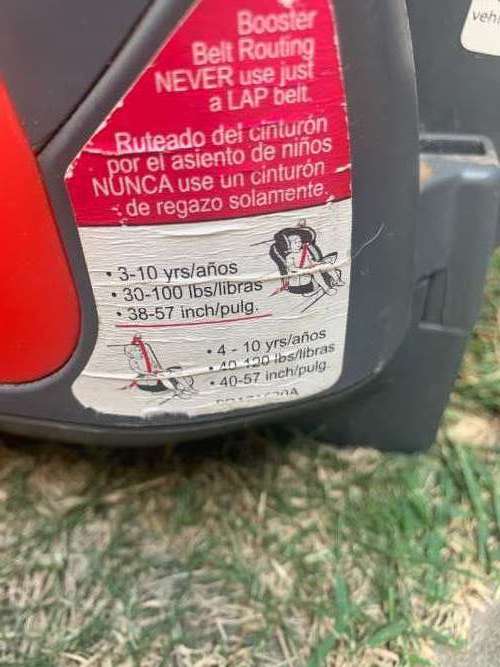 vehi
Booster
Belt Routing
NEVER use just
a LAP belt.
Ruteado del cinturón
por el asiento de niños
NUNCA use un cinturón
de regazo solamente.
• 3-10 yrs/años
• 30-100 lbs/libras
• 38-57 inch/pulg.
• 4 - 10 yrs/años
• 40-120 lbs/libras
• 40-57 inch/pulg.